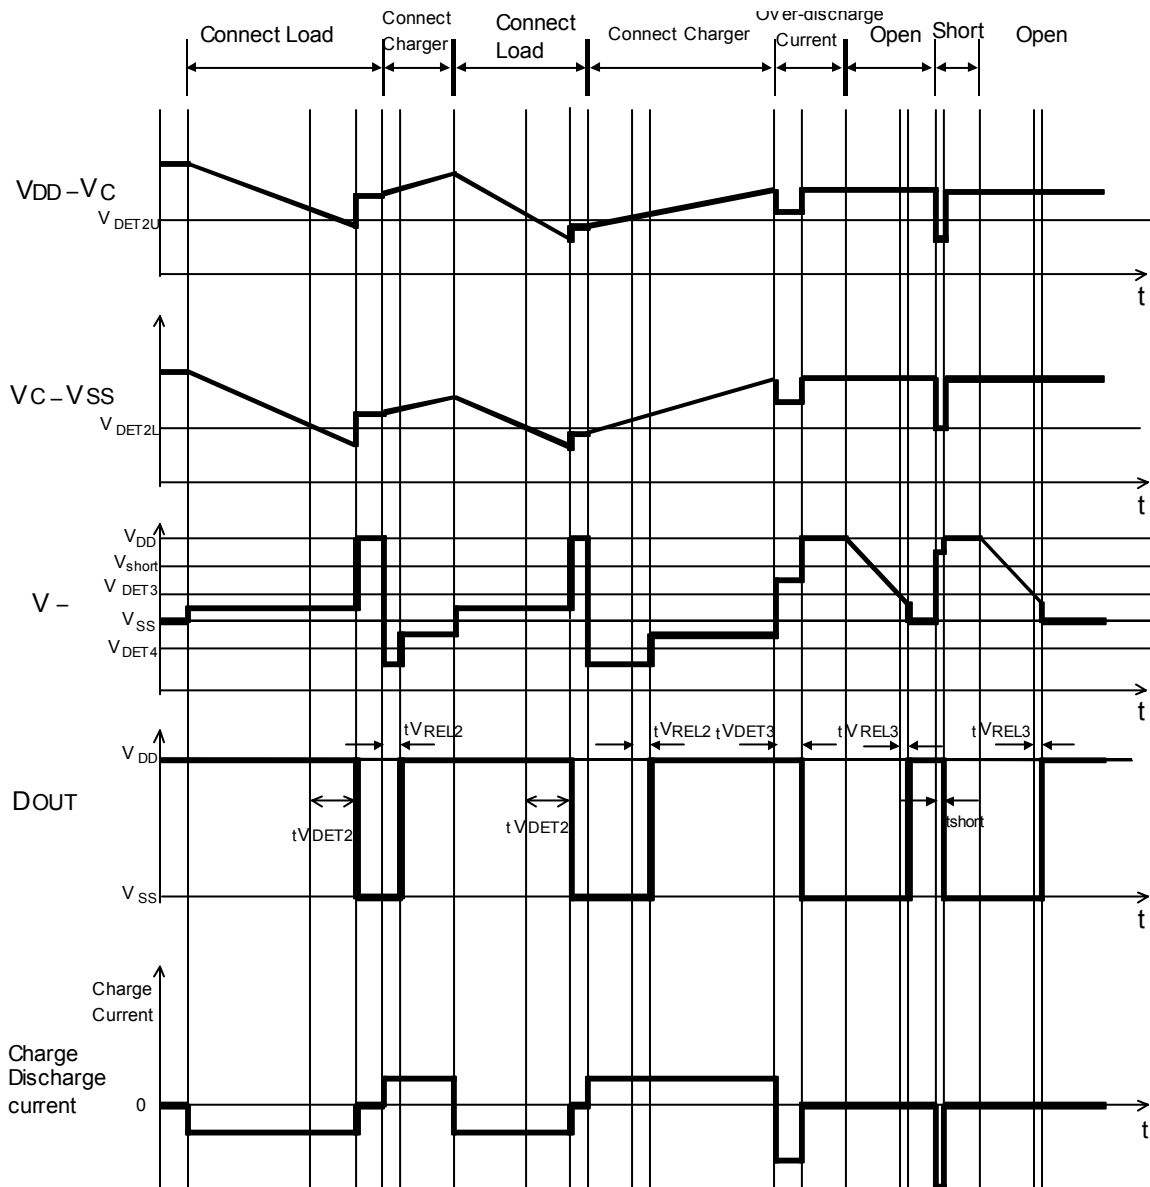 Connect Load
Connect
Charger
Connect
Load
Connect Charger
Over-discharge
Current
Open
Short
Open
VDD – VC
VDET2U
t
VC – VSS
VDET2L
t
VDD
Vshort
VDET3
V –
VSS
VDET4
t
tVREL2
tVREL2
tVDET3
tVREL3
tVREL3
VDD
DOUT
tVDET2
tVDET2
tshort
VSS
t
Charge
Current
Charge
Discharge
current
0
t